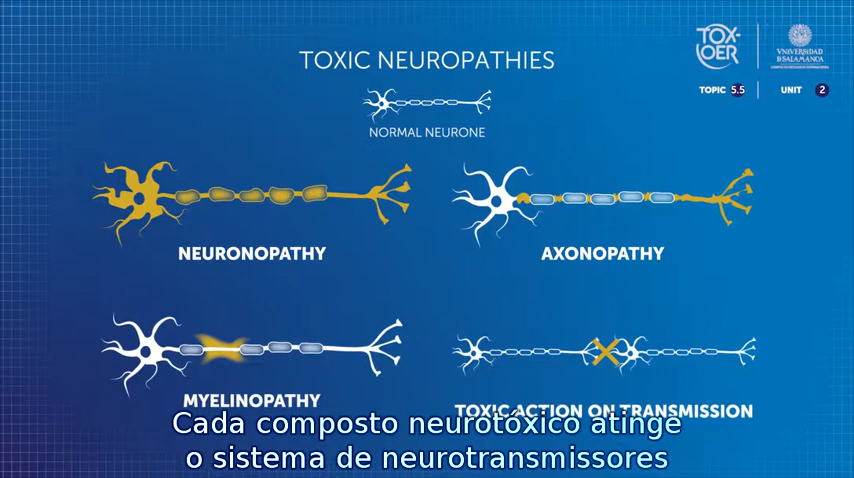 TOX-
OER
VNiVERSiDAD
D SALAMANCA
TOXIC NEUROPATHIES
TOPIC 5.5 UNIT 2
NORMAL NEURONE
NEURONOPATHY
AXONOPATHY
MYELINOPATHY
TOXIC ACTION ON TRANSMISSION
Cada composto neurotóxico atinge
o sistema de neurotransmissores